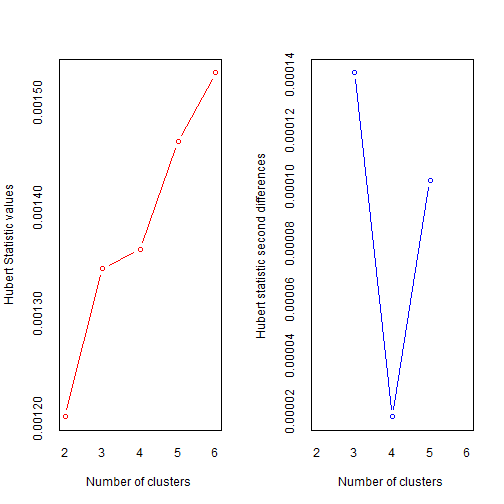 Hubert Statistic values
0.00150
0.00140
0.00130
0.00120
2 3 4 5 6
Number of clusters
Hubert statistic second differences
0.00014
0.00012
0.00010
0.00008
0.00006
0.00004
0.00002
2 3 4 5 6
Number of clusters